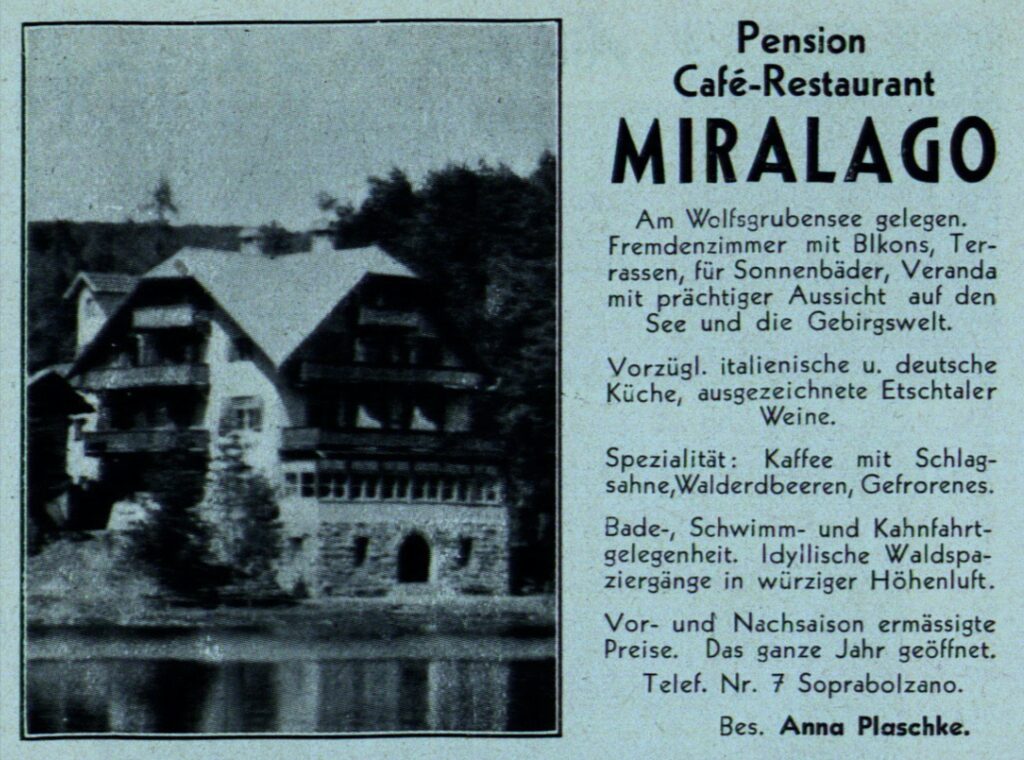 Pension
Café-Restaurant
MIRALAGO
Am Wolfsgrubensee gelegen.
Fremdenzimmer mit Blkons, Ter-
rassen, für Sonnenbäder, Veranda
mit prächtiger Aussicht auf den
See und die Gebirgswelt.
Vorzügl. italienische u. deutsche
Küche, ausgezeichnete Etschtaler
Weine.
Spezialität: Kaffee mit Schlag-
sahne,Walderdbeeren, Gefrorenes.
Bade-, Schwimm- und Kahnfahrt-
gelegenheit. Idyllische Waldspa-
ziergänge in würziger Höhenluft.
Vor- und Nachsaison ermässigte
Preise. Das ganze Jahr geöffnet.
Telef. Nr. 7 Soprabolzano.
Bes. Anna Plaschke.